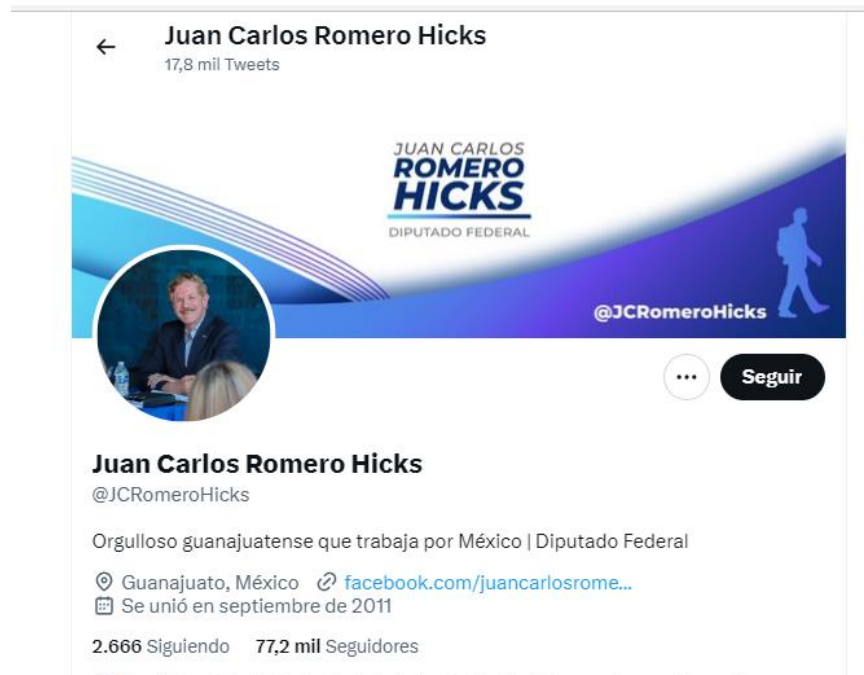 Juan Carlos Romero Hicks
17,8 mil Tweets
JUAN CARLOS
ROMERO
HICKS
DIPUTADO FEDERAL
@JCRomeroHicks
Seguir
Juan Carlos Romero Hicks
@JCRomeroHicks
Orgulloso guanajuatense que trabaja por México | Diputado Federal
Guanajuato, México facebook.com/juancarlosrome...
Se unió en septiembre de 2011
2.666 Siguiendo 77,2 mil Seguidores